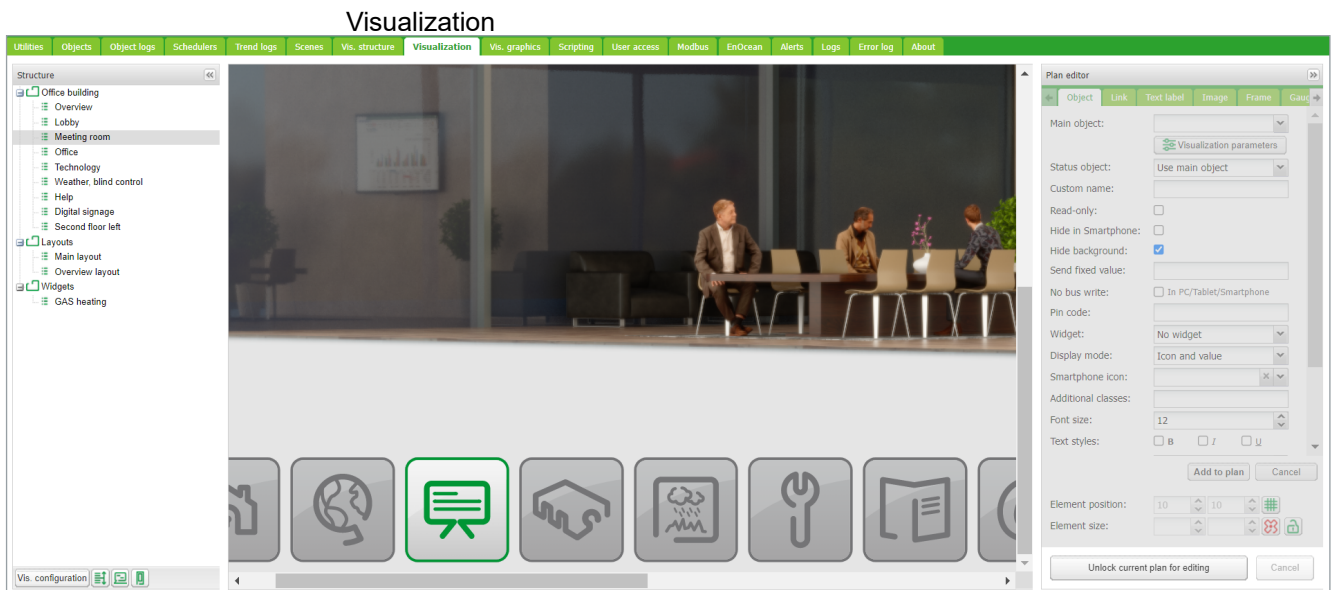 Visualization
Utilities Objects Object logs Schedulers Trend logs Scenes Vis. structure Visualization Vis. graphics Scripting User access Modbus EnOcean Alerts Logs Error log About
Structure
Office building
Overview
Lobby
Meeting room
Office
Technology
Weather, blind control
Help
Digital signage
Second floor left
Layouts
Main layout
Overview layout
Widgets
GAS heating
Vis. configuration
Plan editor
Object Link Text label Image Frame Gaug
Main object:
Visualization parameters
Status object: Use main object
Custom name:
Read-only:
Hide in Smartphone:
Hide background:
Send fixed value:
No bus write: In PC/Tablet/Smartphone
Pin code:
Widget: No widget
Display mode: Icon and value
Smartphone icon:
Additional classes:
Font size: 12
Text styles: B I U
Add to plan Cancel
Element position: 10 10
Element size:
Unlock current plan for editing Cancel